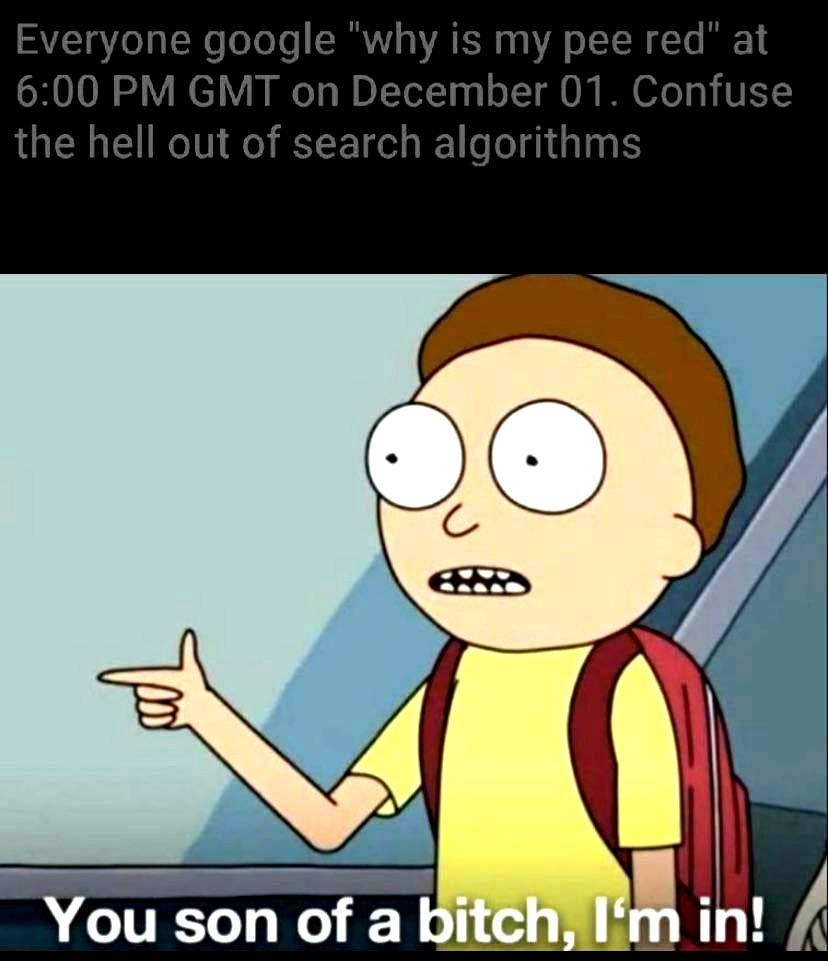 Everyone google "why is my pee red" at
6:00 PM GMT on December 01. Confuse
the hell out of search algorithms
You son of a bitch, I'm in!